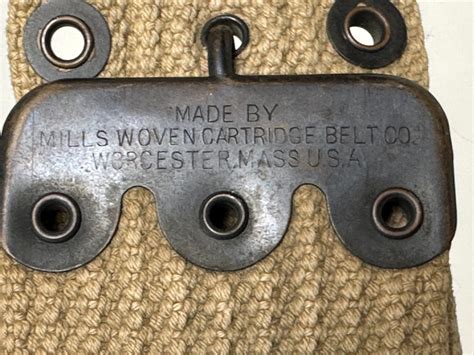 MADE BY
MILLS WOVEN CARTRIDGE BELT CO.
WORCESTER, MASS U.S.A